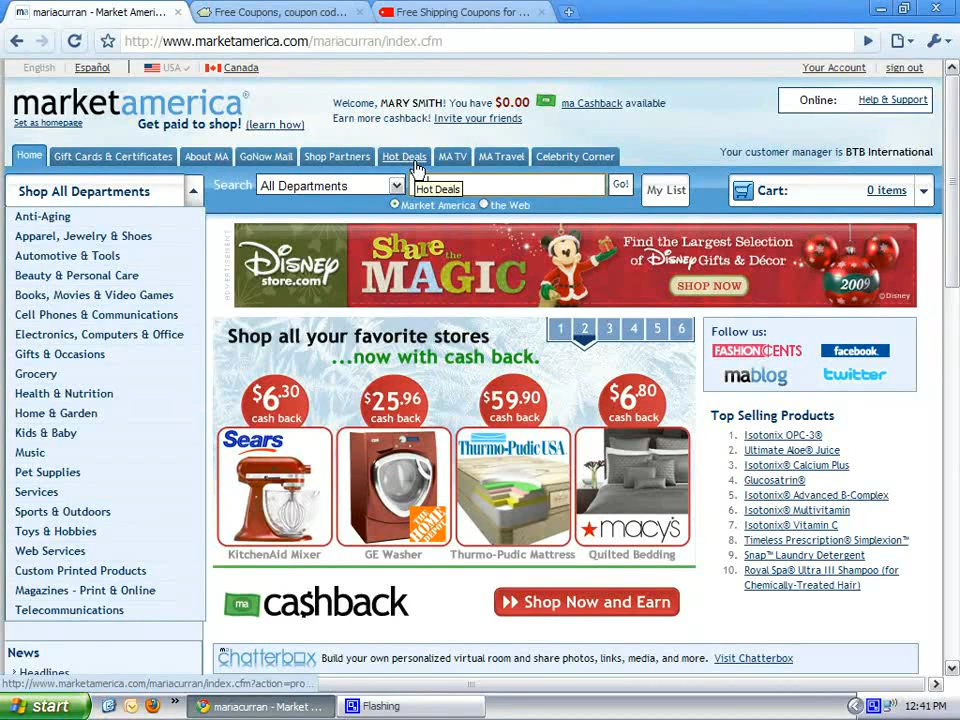 mariacurran - Market Ameri...
Free Coupons, coupon cod...
Free Shipping Coupons for ...
http://www.marketamerica.com/mariacurran/index.cfm
English Español USA Canada
Your Account sign out
marketamerica®
Set as homepage
Get paid to shop! (learn how)
Welcome, MARY SMITH! You have $0.00 ma Cashback available
Earn more cashback! Invite your friends
Online: Help & Support
Home Gift Cards & Certificates About MA GoNow Mail Shop Partners Hot Deals MA TV MA Travel Celebrity Corner
Your customer manager is BTB International
Shop All Departments
Search All Departments Go! My List Cart: 0 items
Hot Deals
Market America the Web
Anti-Aging
Apparel, Jewelry & Shoes
Automotive & Tools
Beauty & Personal Care
Books, Movies & Video Games
Cell Phones & Communications
Electronics, Computers & Office
Gifts & Occasions
Grocery
Health & Nutrition
Home & Garden
Kids & Baby
Music
Pet Supplies
Services
Sports & Outdoors
Toys & Hobbies
Web Services
Custom Printed Products
Magazines - Print & Online
Telecommunications
News
Headlines
ADVERTISEMENT
Disney
store.com
Share the MAGIC
Find the Largest Selection
of Disney Gifts & Décor
SHOP NOW
2009
©Disney
Shop all your favorite stores
...now with cash back.
1 2 3 4 5 6
$6.30 cash back
$25.96 cash back
$59.90 cash back
$6.80 cash back
Sears
THE HOME DEPOT
Thurmo-Pudic USA.
macy's
KitchenAid Mixer
GE Washer
Thurmo-Pudic Mattress
Quilted Bedding
ma cashback
Shop Now and Earn
Follow us:
FASHIONCENTS facebook.
mablog twitter
Top Selling Products
1. Isotonix OPC-3®
2. Ultimate Aloe® Juice
3. Isotonix® Calcium Plus
4. Glucosatrin®
5. Isotonix® Advanced B-Complex
6. Isotonix® Multivitamin
7. Isotonix® Vitamin C
8. Timeless Prescription® Simplexion™
9. Snap™ Laundry Detergent
10. Royal Spa® Ultra III Shampoo (for
Chemically-Treated Hair)
ma chatterbox Build your own personalized virtual room and share photos, links, media, and more. Visit Chatterbox
http://www.marketamerica.com/mariacurran/index.cfm?action=pro...
start
mariacurran - Market ...
Flashing
12:41 PM